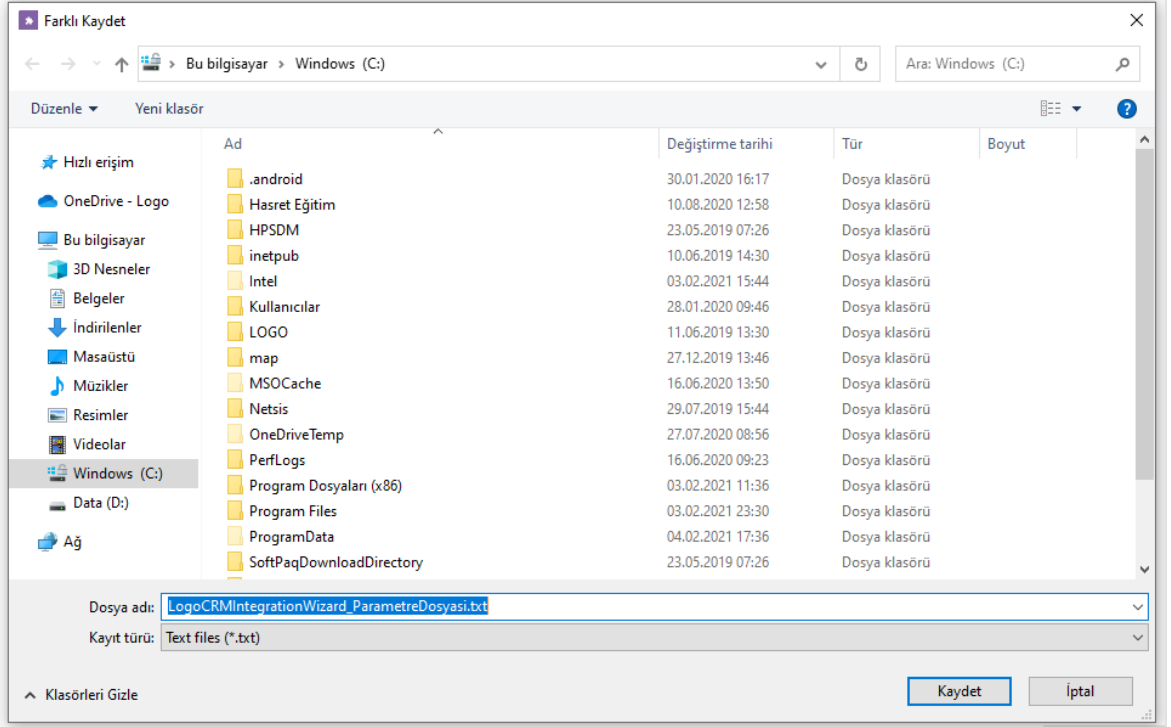 Farklı Kaydet
Bu bilgisayar › Windows (C:)
Ara: Windows (C:)
Düzenle Yeni klasör
Ad Değiştirme tarihi Tür Boyut
Hızlı erişim
OneDrive - Logo
Bu bilgisayar
3D Nesneler
Belgeler
İndirilenler
Masaüstü
Müzikler
Resimler
Videolar
Windows (C:)
Data (D:)
Ağ
.android 30.01.2020 16:17 Dosya klasörü
Hasret Eğitim 10.08.2020 12:58 Dosya klasörü
HPSDM 23.05.2019 07:26 Dosya klasörü
inetpub 10.06.2019 14:30 Dosya klasörü
Intel 03.02.2021 15:44 Dosya klasörü
Kullanıcılar 28.01.2020 09:46 Dosya klasörü
LOGO 11.06.2019 13:30 Dosya klasörü
map 27.12.2019 13:46 Dosya klasörü
MSOCache 16.06.2020 13:50 Dosya klasörü
Netsis 29.07.2019 15:44 Dosya klasörü
OneDriveTemp 27.07.2020 08:56 Dosya klasörü
PerfLogs 16.06.2020 09:23 Dosya klasörü
Program Dosyaları (x86) 03.02.2021 11:36 Dosya klasörü
Program Files 03.02.2021 23:30 Dosya klasörü
ProgramData 04.02.2021 17:36 Dosya klasörü
SoftPaqDownloadDirectory 23.05.2019 07:26 Dosya klasörü
Dosya adı: LogoCRMIntegrationWizard_ParametreDosyasi.txt
Kayıt türü: Text files (*.txt)
Klasörleri Gizle
Kaydet İptal